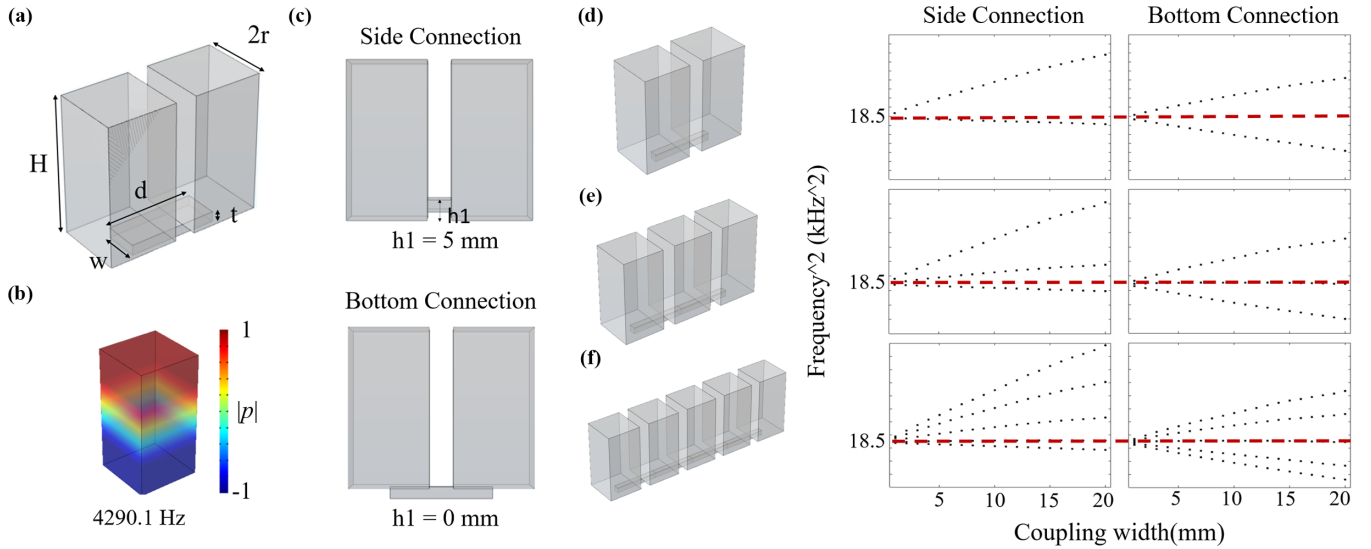 (a)
2r
H
d
t
w
(b)
1
|p|
-1
4290.1 Hz
(c)
Side Connection
h1
h1 = 5 mm
Bottom Connection
h1 = 0 mm
(d)
(e)
(f)
Side Connection
Bottom Connection
Frequency^2 (kHz^2)
18.5
18.5
18.5
5
10
15
20
5
10
15
20
Coupling width(mm)